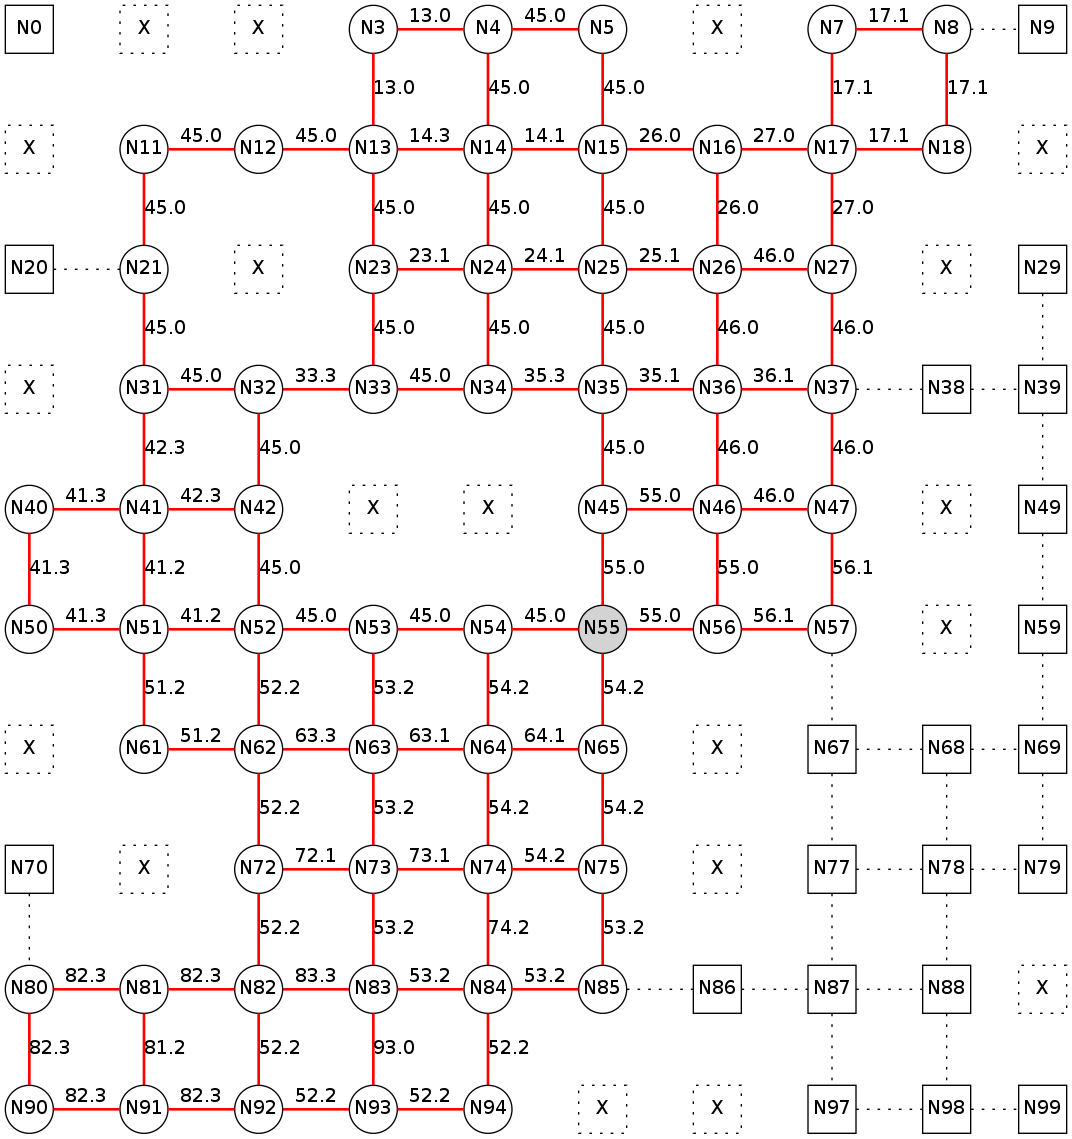 13.0 45.0 17.1
N0 X X N3 N4 N5 X N7 N8 N9
13.0 45.0 45.0 17.1 17.1
45.0 45.0 14.3 14.1 26.0 27.0 17.1
X N11 N12 N13 N14 N15 N16 N17 N18 X
45.0 45.0 45.0 45.0 26.0 27.0
23.1 24.1 25.1 46.0
N20 N21 X N23 N24 N25 N26 N27 X N29
45.0 45.0 45.0 45.0 46.0 46.0
45.0 33.3 45.0 35.3 35.1 36.1
X N31 N32 N33 N34 N35 N36 N37 N38 N39
42.3 45.0 45.0 46.0 46.0
41.3 42.3 55.0 46.0
N40 N41 N42 X X N45 N46 N47 X N49
41.3 41.2 45.0 55.0 55.0 56.1
41.3 41.2 45.0 45.0 45.0 55.0 56.1
N50 N51 N52 N53 N54 N55 N56 N57 X N59
51.2 52.2 53.2 54.2 54.2
51.2 63.3 63.1 64.1
X N61 N62 N63 N64 N65 X N67 N68 N69
52.2 53.2 54.2 54.2
72.1 73.1 54.2
N70 X N72 N73 N74 N75 X N77 N78 N79
52.2 53.2 74.2 53.2
82.3 82.3 83.3 53.2 53.2
N80 N81 N82 N83 N84 N85 N86 N87 N88 X
82.3 81.2 52.2 93.0 52.2
82.3 82.3 52.2 52.2
N90 N91 N92 N93 N94 X X N97 N98 N99